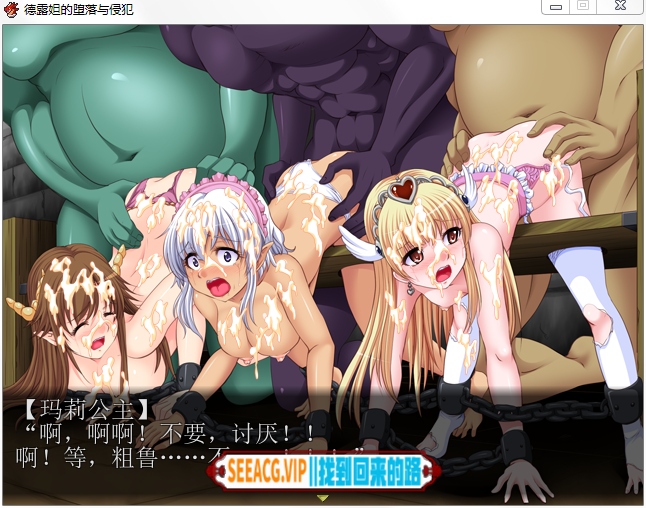 德露妲的堕落与侵犯
【玛莉公主】
“啊，啊啊！不要，讨厌！！
啊！等，粗鲁……不
SEEACG.VIP||找到回来的路